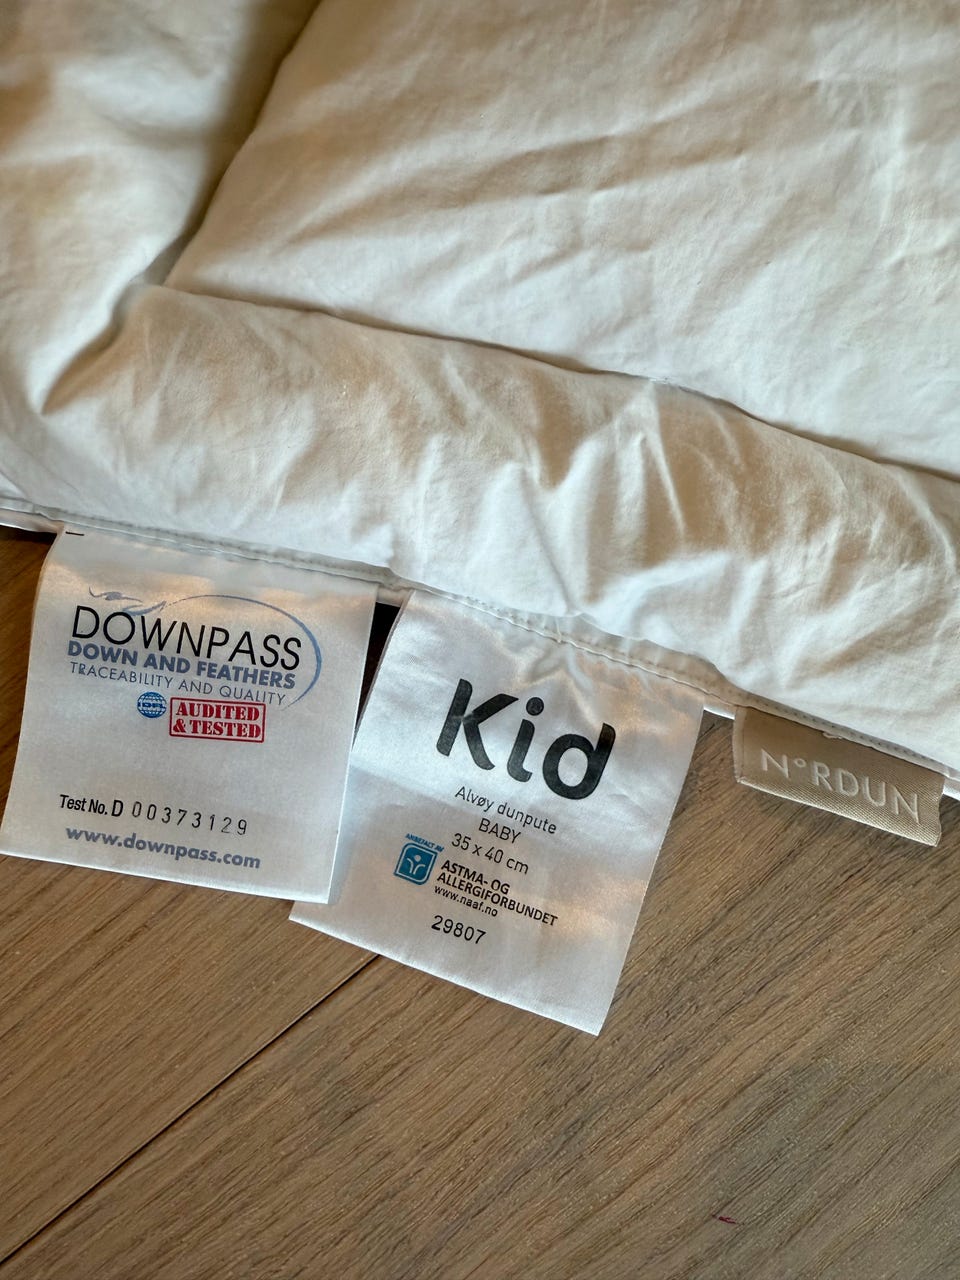 DOWNPASS
DOWN AND FEATHERS
TRACEABILITY AND QUALITY
AUDITED
& TESTED
Test No. D 00373129
www.downpass.com
Kid
Alvøy dunpute
BABY
35 x 40 cm
ANBEFALT AV
ASTMA- OG
ALLERGIFORBUNDET
www.naaf.no
29807
N°RDUN